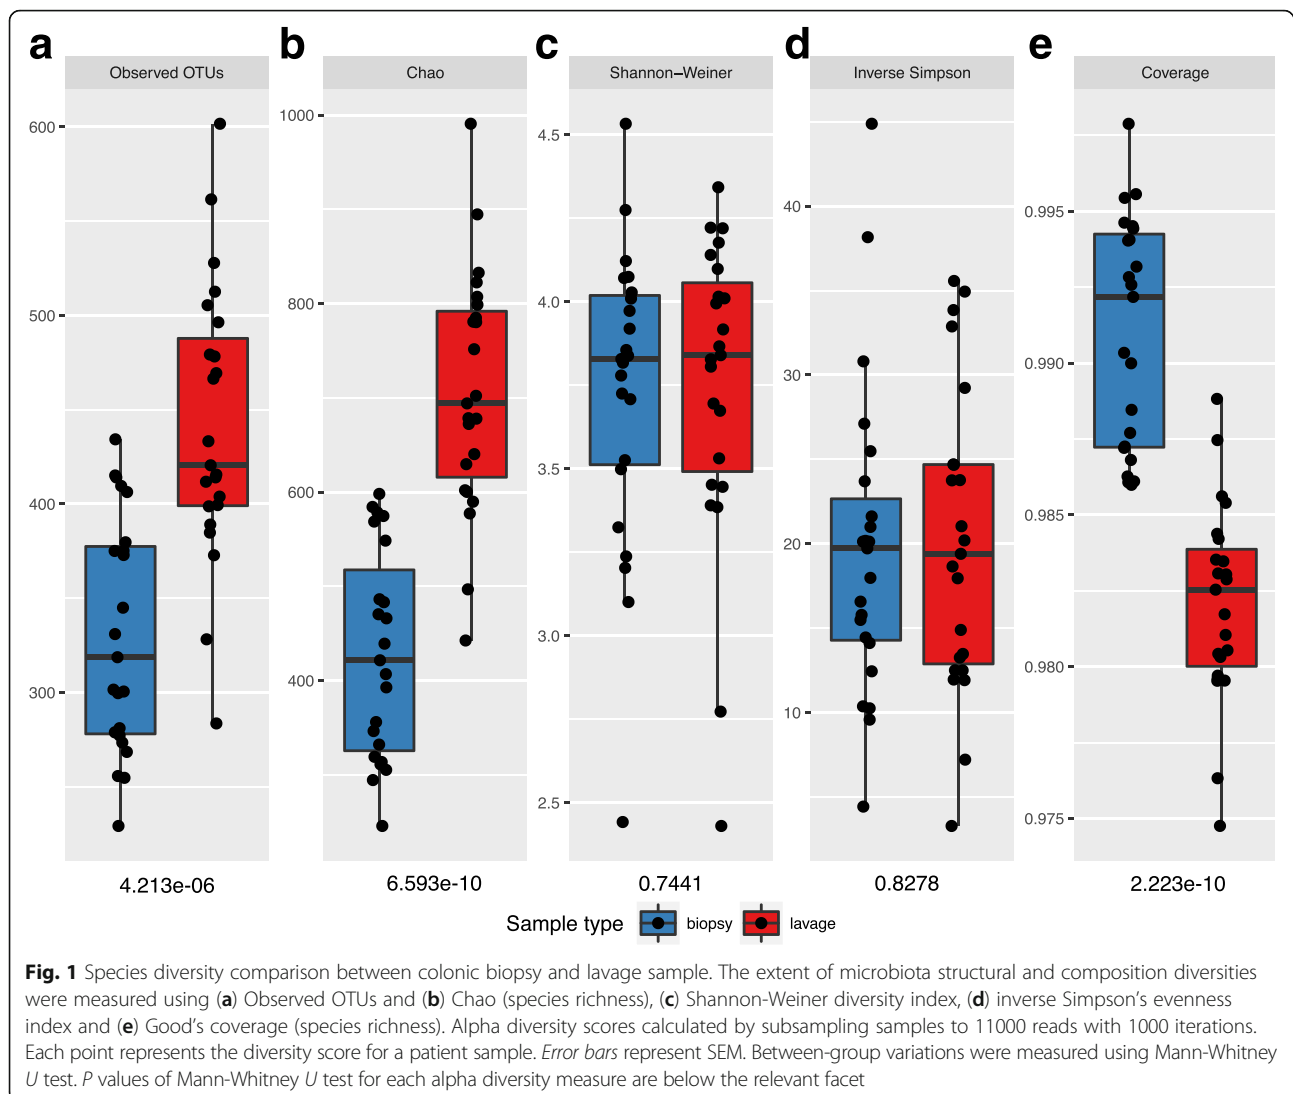 a b c d e
Observed OTUs Chao Shannon−Weiner Inverse Simpson Coverage
600
500
400
300
1000
800
600
400
4.5
4.0
3.5
3.0
2.5
40
30
20
10
0.995
0.990
0.985
0.980
0.975
4.213e-06 6.593e-10 0.7441 0.8278 2.223e-10
Sample type biopsy lavage
Fig. 1 Species diversity comparison between colonic biopsy and lavage sample. The extent of microbiota structural and composition diversities
were measured using (a) Observed OTUs and (b) Chao (species richness), (c) Shannon-Weiner diversity index, (d) inverse Simpson's evenness
index and (e) Good's coverage (species richness). Alpha diversity scores calculated by subsampling samples to 11000 reads with 1000 iterations.
Each point represents the diversity score for a patient sample. Error bars represent SEM. Between-group variations were measured using Mann-Whitney
U test. P values of Mann-Whitney U test for each alpha diversity measure are below the relevant facet